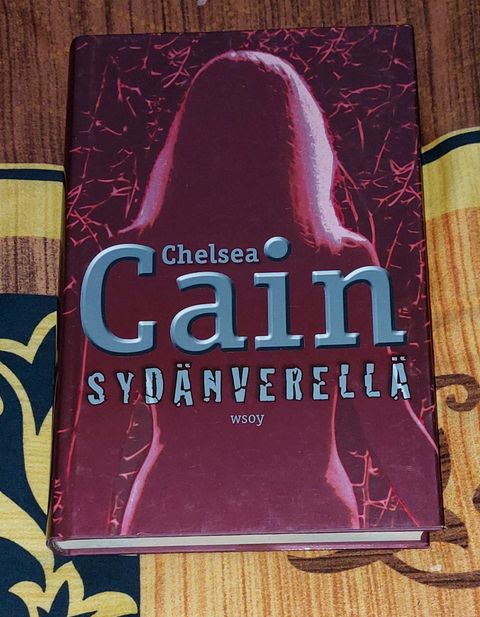 Chelsea
Cain
SYDÄNVERELLÄ
wsoy